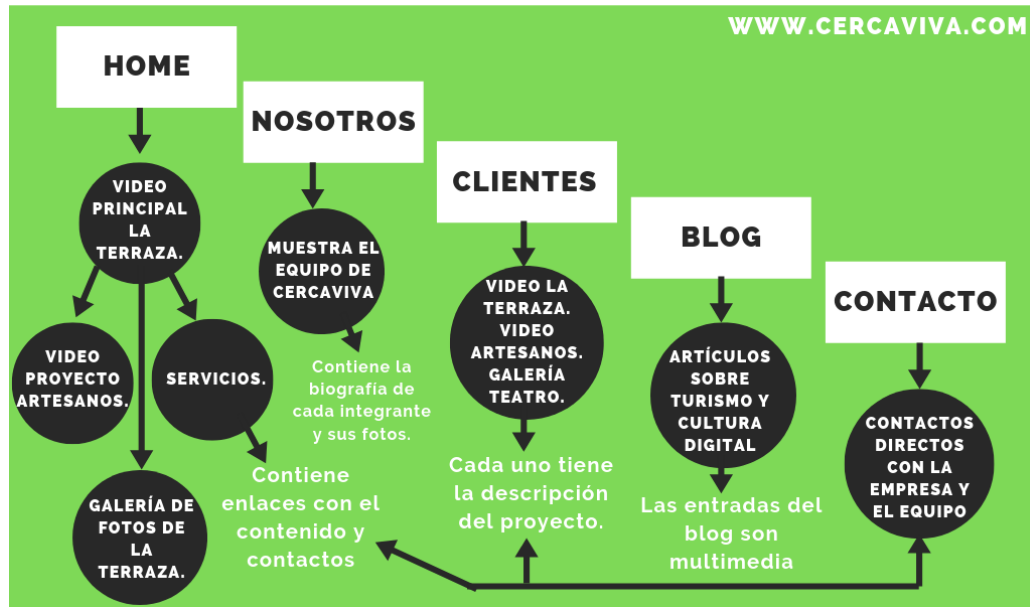 WWW.CERCAVIVA.COM
HOME
VIDEO
PRINCIPAL
LA
TERRAZA.
VIDEO
PROYECTO
ARTESANOS.
SERVICIOS.
GALERÍA DE
FOTOS DE
LA
TERRAZA.
Contiene
enlaces con el
contenido y
contactos
NOSOTROS
MUESTRA EL
EQUIPO DE
CERCAVIVA
Contiene la
biografía de
cada integrante
y sus fotos.
CLIENTES
VIDEO LA
TERRAZA.
VIDEO
ARTESANOS.
GALERÍA
TEATRO.
Cada uno tiene
la descripción
del proyecto.
BLOG
ARTÍCULOS
SOBRE
TURISMO Y
CULTURA
DIGITAL
Las entradas del
blog son
multimedia
CONTACTO
CONTACTOS
DIRECTOS
CON LA
EMPRESA Y
EL EQUIPO